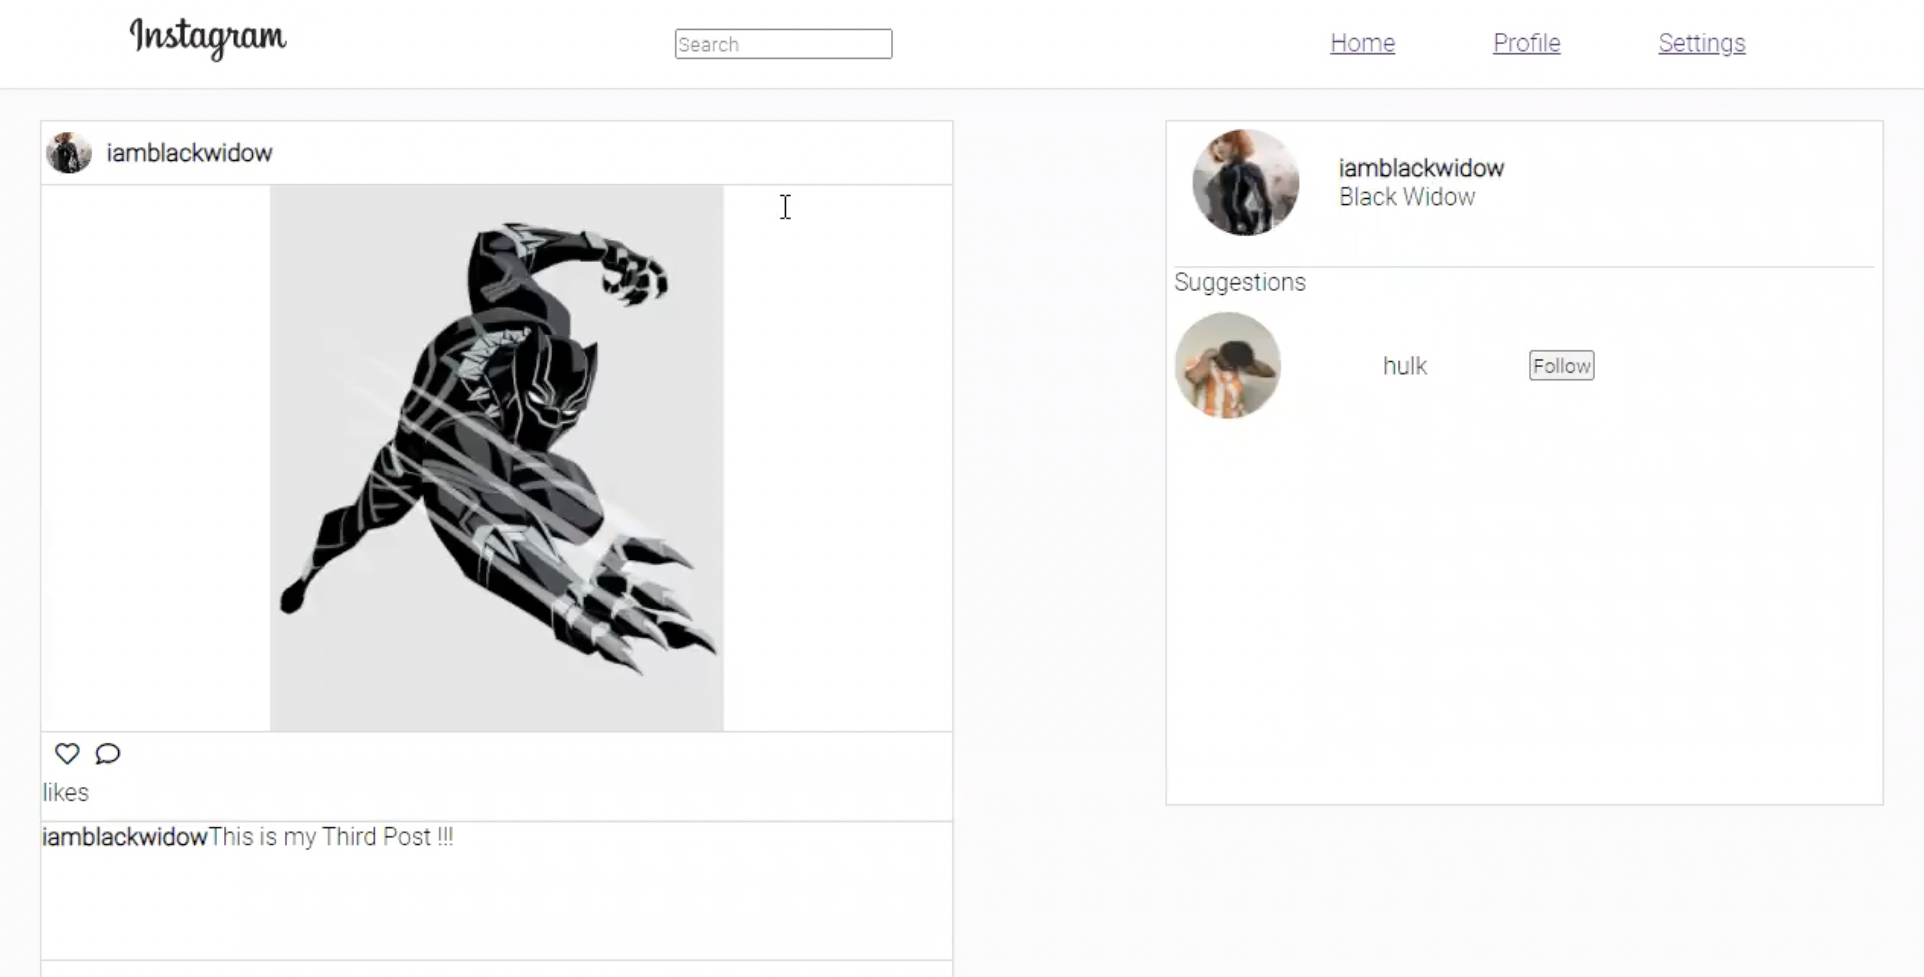 Instagram
Search
Home Profile Settings
iamblackwidow
likes
iamblackwidowThis is my Third Post !!!
iamblackwidow
Black Widow
Suggestions
hulk Follow